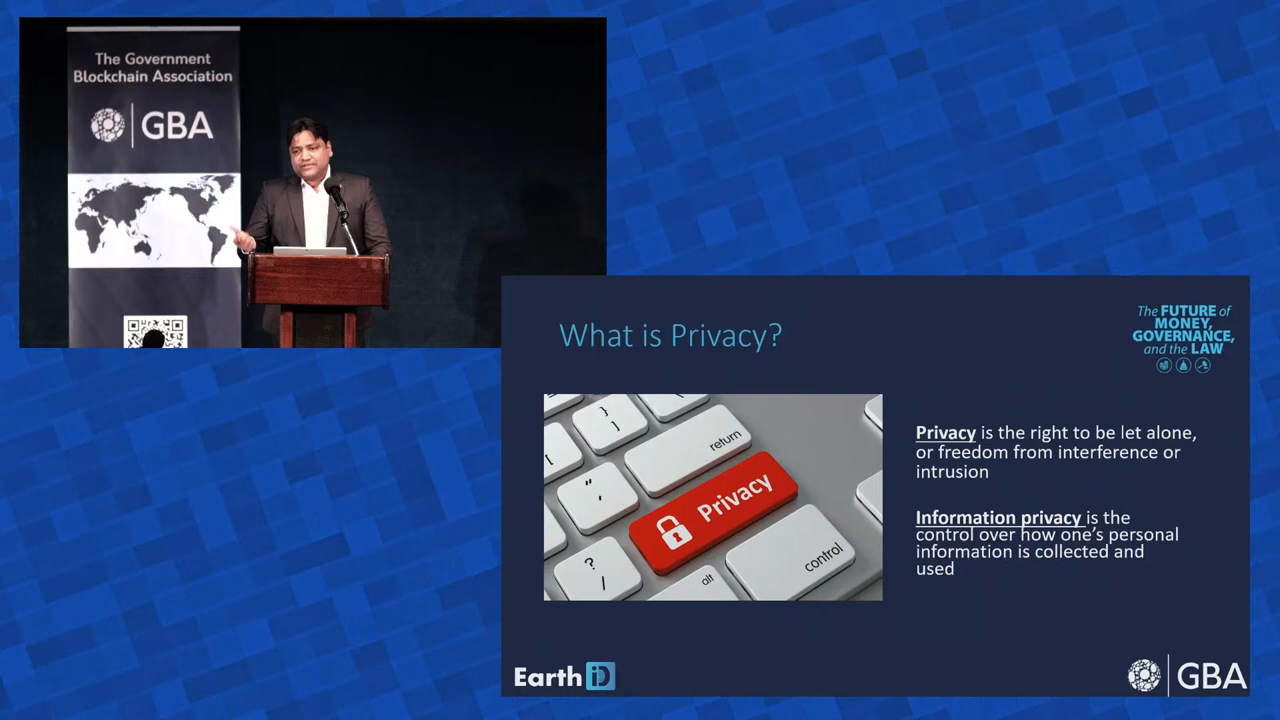 The Government
Blockchain Association
GBA
What is Privacy?
The FUTURE of
MONEY,
GOVERNANCE,
and the LAW
}
]
return
[
"
'
Privacy
?
/
alt
control
Privacy is the right to be let alone,
or freedom from interference or
intrusion
Information privacy is the
control over how one's personal
information is collected and
used
Earth iD
GBA